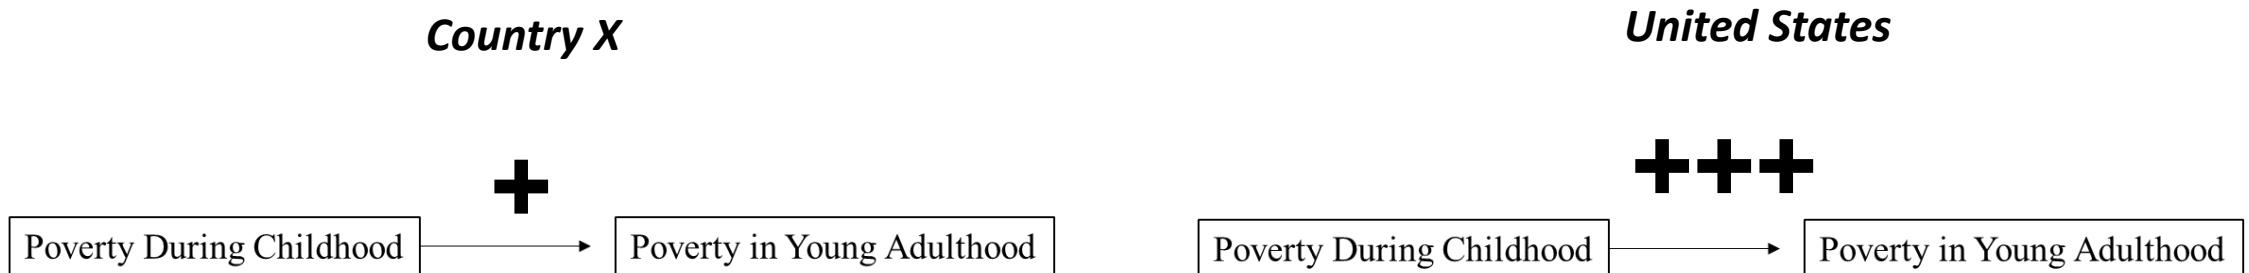 Country X
United States
+
+++
Poverty During Childhood
Poverty in Young Adulthood
Poverty During Childhood
Poverty in Young Adulthood